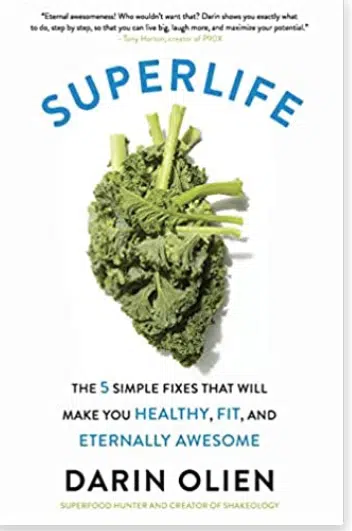 "Eternal awesomeness! Who wouldn't want that? Darin shows you exactly what
to do, step by step, so that you can live big, laugh more, and maximize your potential."
– Tony Horton, creator of P90X
SUPERLIFE
THE 5 SIMPLE FIXES THAT WILL
MAKE YOU HEALTHY, FIT, AND
ETERNALLY AWESOME
DARIN OLIEN
SUPERFOOD HUNTER AND CREATOR OF SHAKEOLOGY